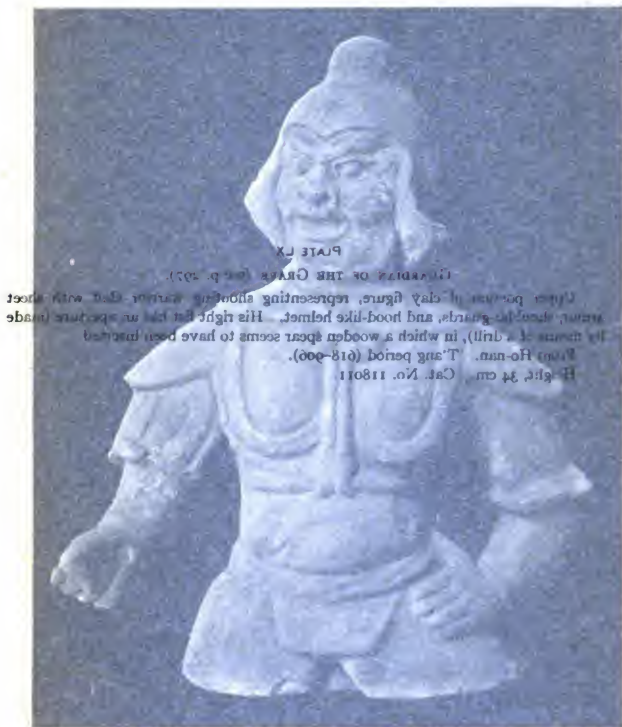 PLATE LX
GUARDIAN OF THE GRAVE (see p. 297).
Upper portion of clay figure, representing shouting warrior clad with sheet
armor, shoulder-guards, and hood-like helmet. His right fist has an aperture (made
by means of a drill), in which a wooden spear seems to have been inserted
From Ho-nan. T'ang period (618-906).
Height, 34 cm. Cat. No. 118011.